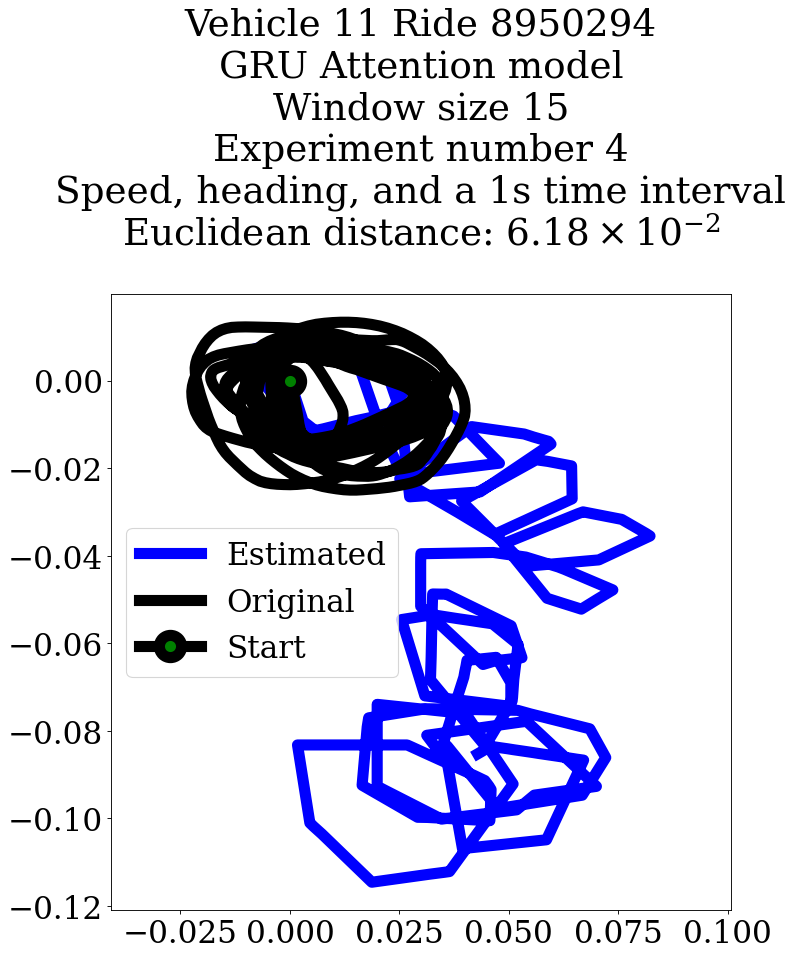 Vehicle 11 Ride 8950294
GRU Attention model
Window size 15
Experiment number 4
Speed, heading, and a 1s time interval
Euclidean distance: 6.18 × 10⁻²
0.00
−0.02
−0.04
−0.06
−0.08
−0.10
−0.12
Estimated
Original
Start
−0.025 0.000 0.025 0.050 0.075 0.100